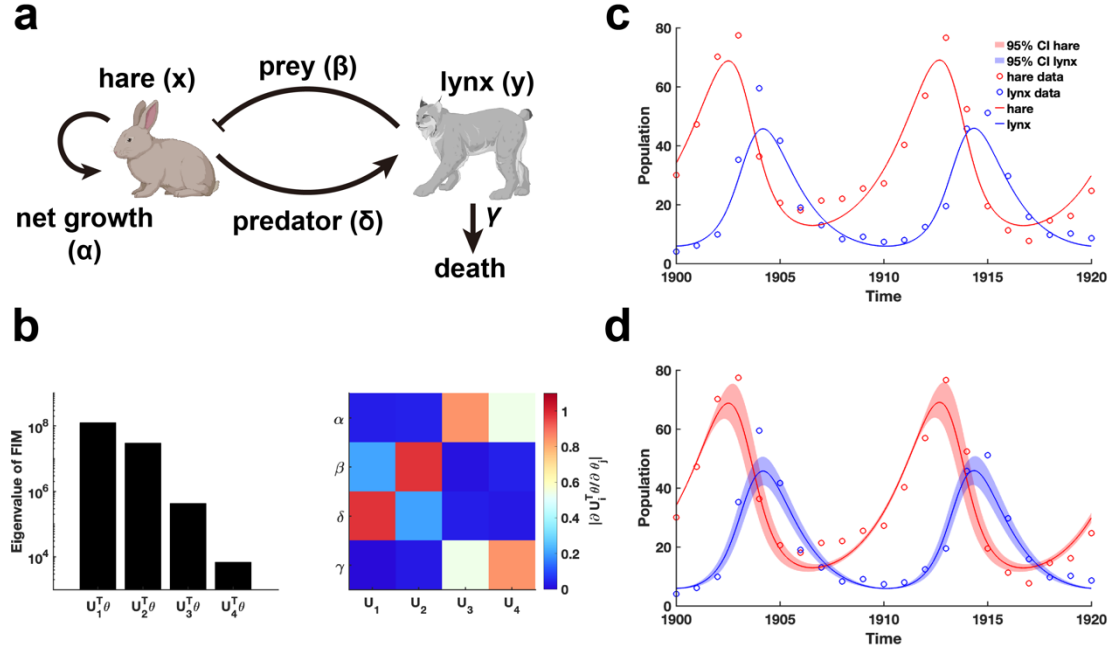 a
hare (x)
prey (β)
lynx (y)
net growth
(α)
predator (δ)
γ
death
b
Eigenvalue of FIM
10⁸
10⁶
10⁴
U₁ᵀθ
U₂ᵀθ
U₃ᵀθ
U₄ᵀθ
α
β
δ
γ
U₁
U₂
U₃
U₄
1
0.8
0.6
0.4
0.2
0
|∂U_iᵀθ/∂θ_j|
c
Population
80
60
40
20
0
1900
1905
1910
1915
1920
Time
95% CI hare
95% CI lynx
hare data
lynx data
hare
lynx
d
Population
80
60
40
20
0
1900
1905
1910
1915
1920
Time